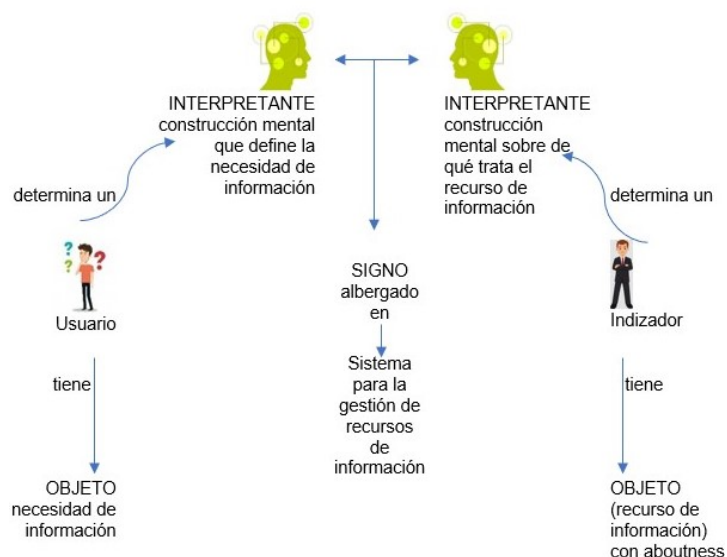 INTERPRETANTE
construcción mental
que define la
necesidad de
información
INTERPRETANTE
construcción
mental sobre de
qué trata el
recurso de
información
determina un
determina un
Usuario
SIGNO
albergado
en
Indizador
Sistema
para la
gestión de
recursos
de
información
tiene
tiene
OBJETO
necesidad de
información
OBJETO
(recurso de
información)
con aboutness